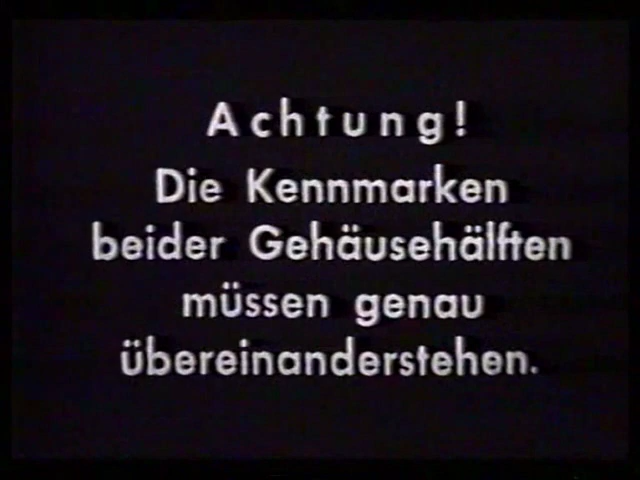 Achtung!
Die Kennmarken
beider Gehäusehälften
müssen genau
übereinanderstehen.